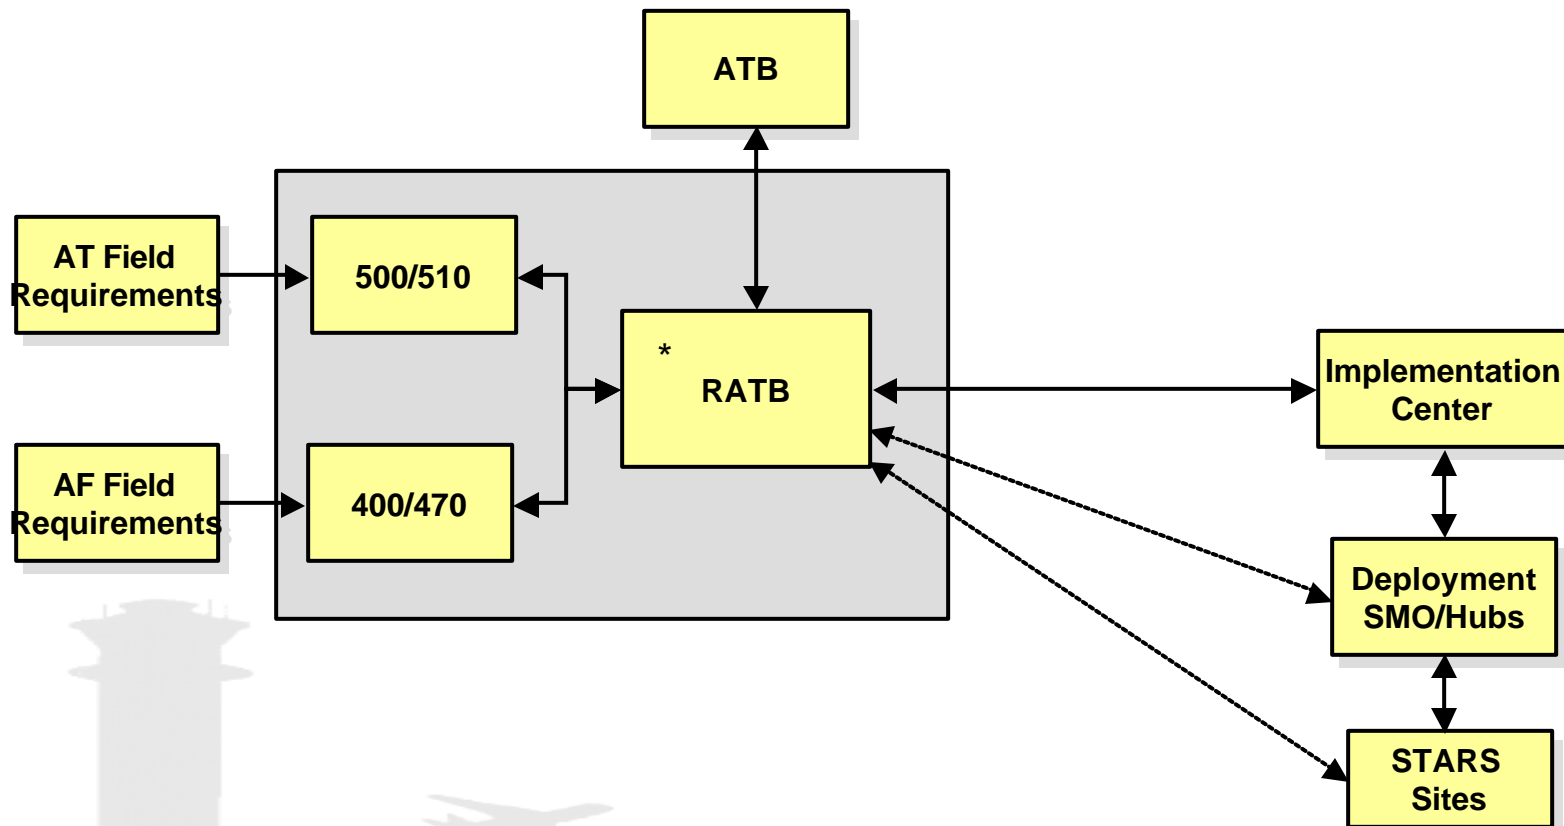 ATB
AT Field
Requirements
500/510
*
RATB
Implementation
Center
AF Field
Requirements
400/470
Deployment
SMO/Hubs
STARS
Sites